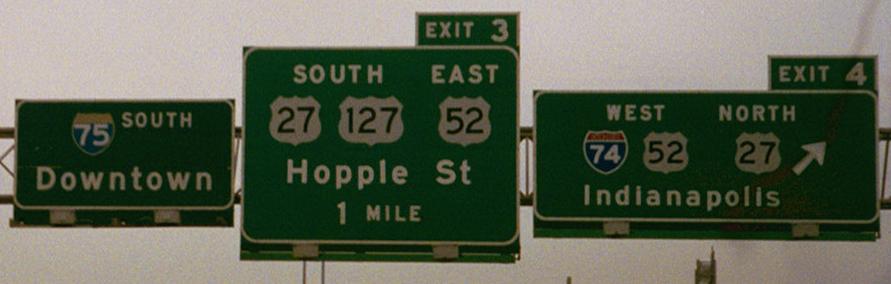 75 SOUTH
Downtown
EXIT 3
SOUTH EAST
27 127 52
Hopple St
1 MILE
EXIT 4
WEST NORTH
74 52 27
Indianapolis